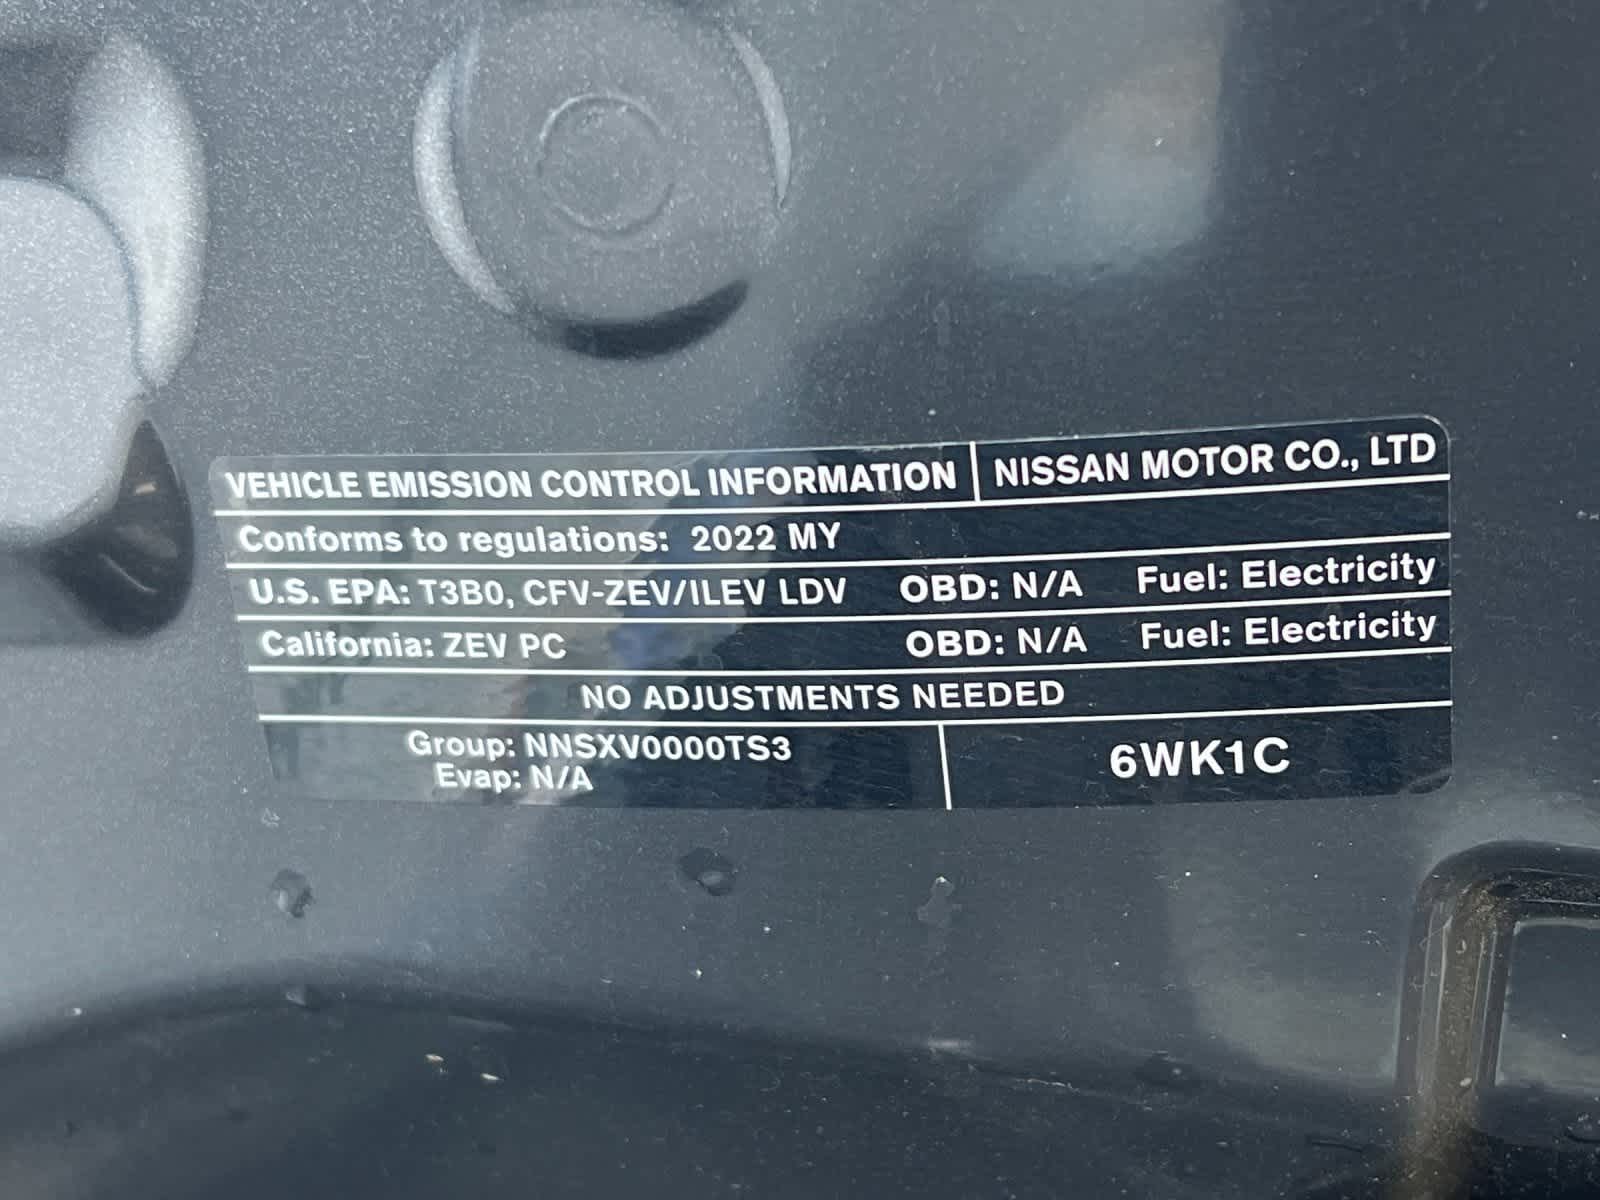 VEHICLE EMISSION CONTROL INFORMATION NISSAN MOTOR CO., LTD
Conforms to regulations: 2022 MY
U.S. EPA: T3B0, CFV-ZEV/ILEV LDV OBD: N/A Fuel: Electricity
California: ZEV PC OBD: N/A Fuel: Electricity
NO ADJUSTMENTS NEEDED
Group: NNSXV0000TS3
Evap: N/A
6WK1C